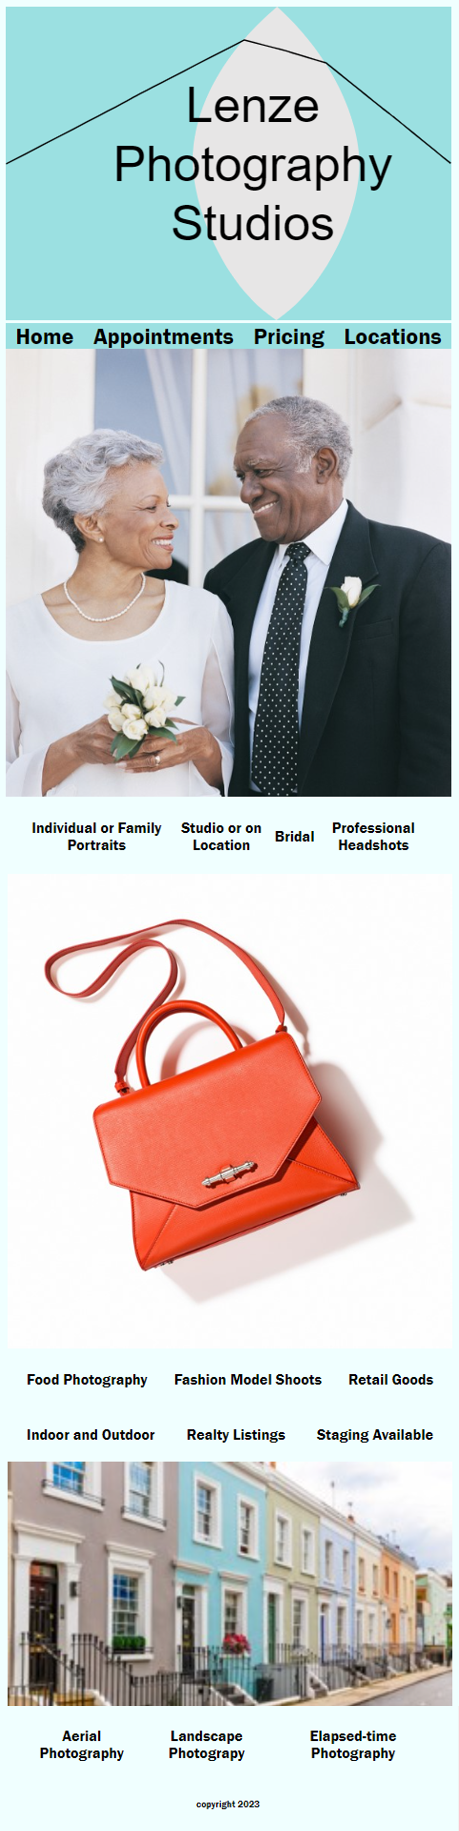 Lenze
Photography
Studios
Home Appointments Pricing Locations
Individual or Family
Portraits
Studio or on
Location
Bridal
Professional
Headshots
Food Photography Fashion Model Shoots Retail Goods
Indoor and Outdoor Realty Listings Staging Available
Aerial
Photography
Landscape
Photograpy
Elapsed-time
Photography
copyright 2023